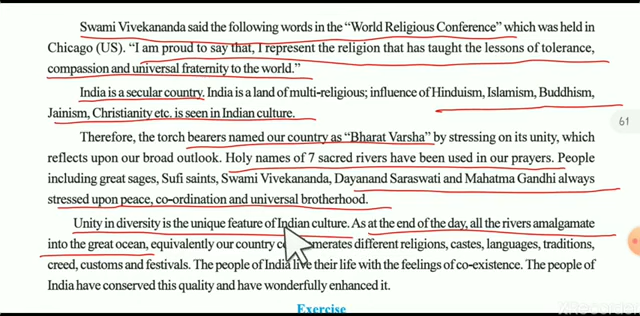 Swami Vivekananda said the following words in the “World Religious Conference” which was held in
Chicago (US). “I am proud to say that, I represent the religion that has taught the lessons of tolerance,
compassion and universal fraternity to the world.”
India is a secular country. India is a land of multi-religious; influence of Hinduism, Islamism, Buddhism,
Jainism, Christianity etc. is seen in Indian culture.
61
Therefore, the torch bearers named our country as “Bharat Varsha” by stressing on its unity, which
reflects upon our broad outlook. Holy names of 7 sacred rivers have been used in our prayers. People
including great sages, Sufi saints, Swami Vivekananda, Dayanand Saraswati and Mahatma Gandhi always
stressed upon peace, co-ordination and universal brotherhood.
Unity in diversity is the unique feature of Indian culture. As at the end of the day, all the rivers amalgamate
into the great ocean, equivalently our country different religions, castes, languages, traditions,
creed, customs and festivals. The people of India live their life with the feelings of co-existence. The people of
India have conserved this quality and have wonderfully enhanced it.
Exercise